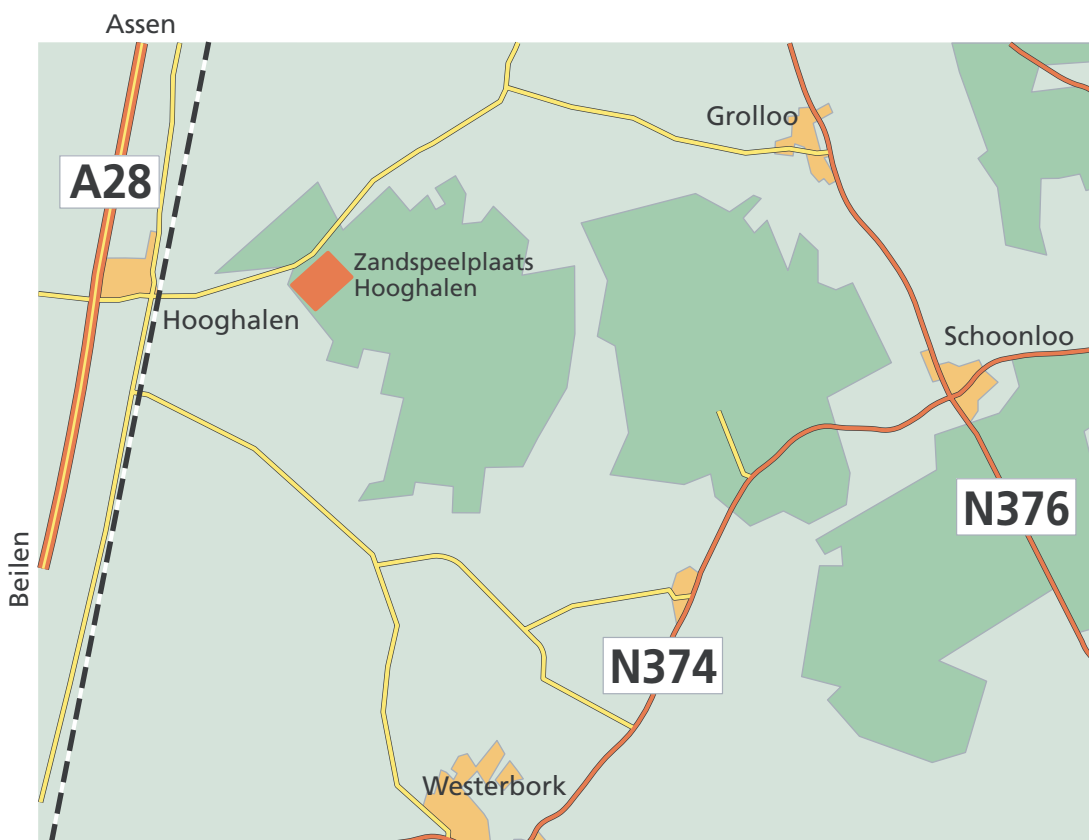 Assen
Grolloo
A28
Zandspeelplaats
Hooghalen
Hooghalen
Schoonloo
N376
Beilen
N374
Westerbork